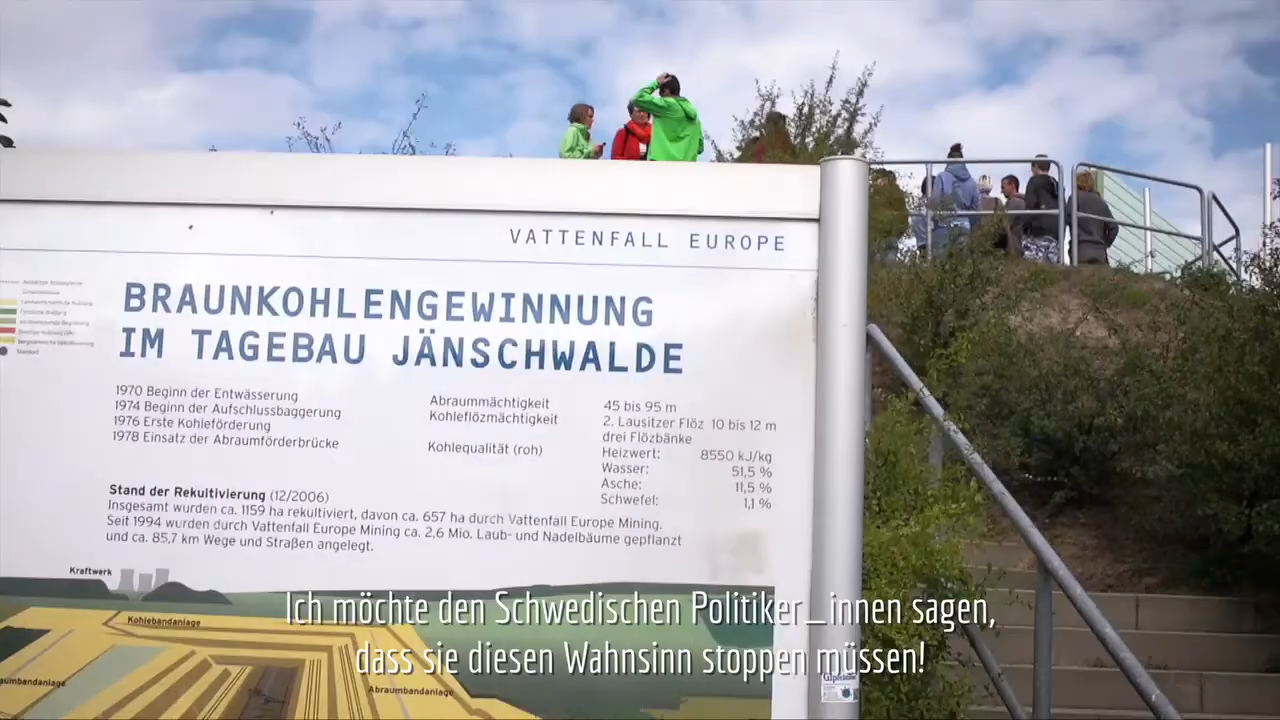 VATTENFALL EUROPE
BRAUNKOHLENGEWINNUNG
IM TAGEBAU JÄNSCHWALDE
1970 Beginn der Entwässerung
1974 Beginn der Aufschlussbaggerung
1976 Erste Kohleförderung
1978 Einsatz der Abraumförderbrücke
Abraummächtigkeit 45 bis 95 m
Kohleflözmächtigkeit 2. Lausitzer Flöz 10 bis 12 m
drei Flözbänke
Kohlequalität (roh) Heizwert: 8550 kJ/kg
Wasser: 51,5 %
Asche: 11,5 %
Schwefel: 1,1 %
Stand der Rekultivierung (12/2006)
Insgesamt wurden ca. 1159 ha rekultiviert, davon ca. 657 ha durch Vattenfall Europe Mining.
Seit 1994 wurden durch Vattenfall Europe Mining ca. 2,6 Mio. Laub- und Nadelbäume gepflanzt
und ca. 85,7 km Wege und Straßen angelegt.
Kraftwerk
Kohlebandanlage
Abraumbandanlage
Ich möchte den Schwedischen Politiker_innen sagen,
dass sie diesen Wahnsinn stoppen müssen!